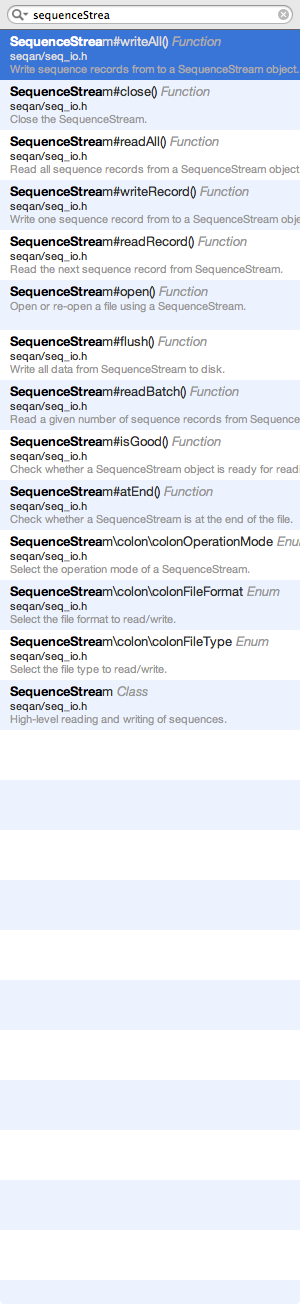 sequenceStrea
SequenceStream#writeAll() Function
seqan/seq_io.h
Write sequence records from to a SequenceStream object.
SequenceStream#close() Function
seqan/seq_io.h
Close the SequenceStream.
SequenceStream#readAll() Function
seqan/seq_io.h
Read all sequence records from a SequenceStream object
SequenceStream#writeRecord() Function
seqan/seq_io.h
Write one sequence record from to a SequenceStream obje
SequenceStream#readRecord() Function
seqan/seq_io.h
Read the next sequence record from SequenceStream.
SequenceStream#open() Function
seqan/seq_io.h
Open or re-open a file using a SequenceStream.
SequenceStream#flush() Function
seqan/seq_io.h
Write all data from SequenceStream to disk.
SequenceStream#readBatch() Function
seqan/seq_io.h
Read a given number of sequence records from Sequence
SequenceStream#isGood() Function
seqan/seq_io.h
Check whether a SequenceStream object is ready for readi
SequenceStream#atEnd() Function
seqan/seq_io.h
Check whether a SequenceStream is at the end of the file.
SequenceStream\colon\colonOperationMode Enu
seqan/seq_io.h
Select the operation mode of a SequenceStream.
SequenceStream\colon\colonFileFormat Enum
seqan/seq_io.h
Select the file format to read/write.
SequenceStream\colon\colonFileType Enum
seqan/seq_io.h
Select the file type to read/write.
SequenceStream Class
seqan/seq_io.h
High-level reading and writing of sequences.